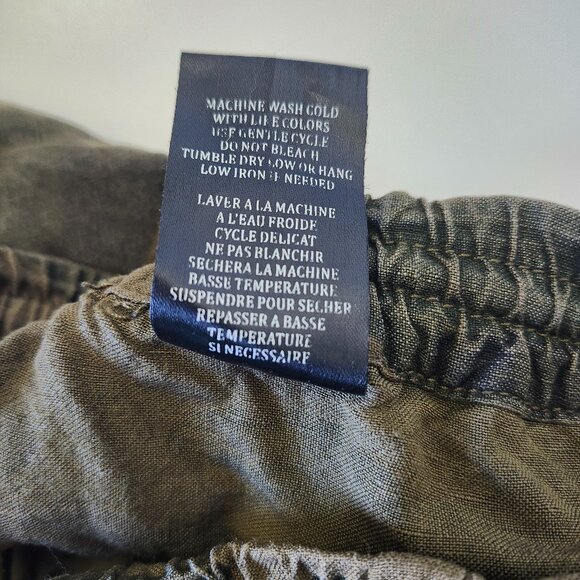 MACHINE WASH COLD
WITH LIKE COLORS
USE GENTLE CYCLE
DO NOT BLEACH
TUMBLE DRY LOW OR HANG
LOW IRON IF NEEDED
LAVER A LA MACHINE
A L'EAU FROIDE
CYCLE DELICAT
NE PAS BLANCHIR
SECHER A LA MACHINE
BASSE TEMPERATURE
SUSPENDRE POUR SECHER
REPASSER A BASSE
TEMPERATURE
SI NECESSAIRE